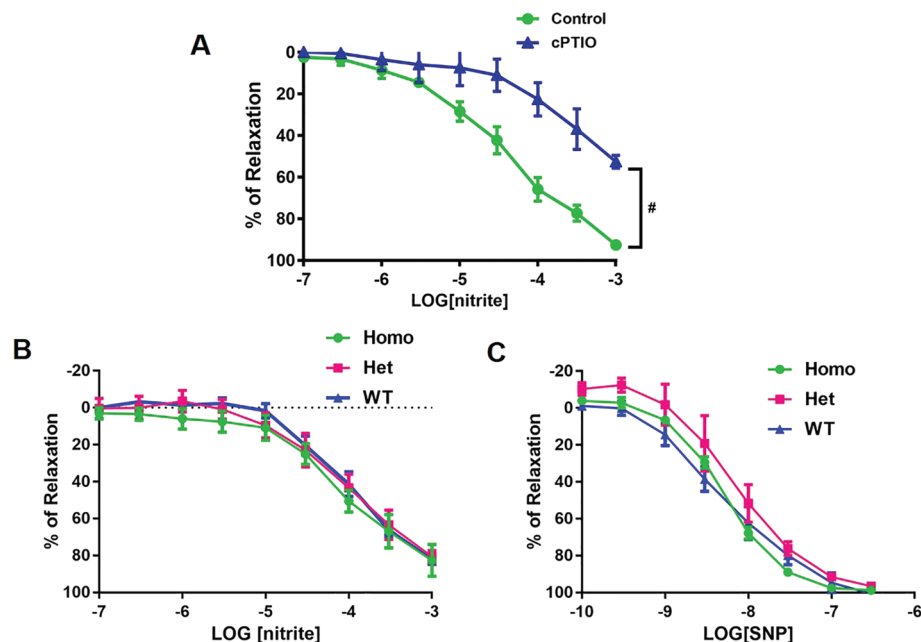 A
Control
cPTIO
% of Relaxation
0
20
40
60
80
100
-7
-6
-5
-4
-3
LOG[nitrite]
#
B
Homo
Het
WT
% of Relaxation
-20
0
20
40
60
80
100
-7
-6
-5
-4
-3
LOG [nitrite]
C
Homo
Het
WT
% of Relaxation
-20
0
20
40
60
80
100
-10
-9
-8
-7
-6
LOG[SNP]